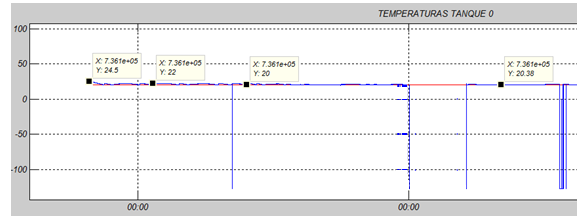 TEMPERATURAS TANQUE 0
100
X: 7.361e+05
Y: 24.5
X: 7.361e+05
Y: 22
X: 7.361e+05
Y: 20
X: 7.361e+05
Y: 20.38
50
0
-50
-100
00:00
00:00